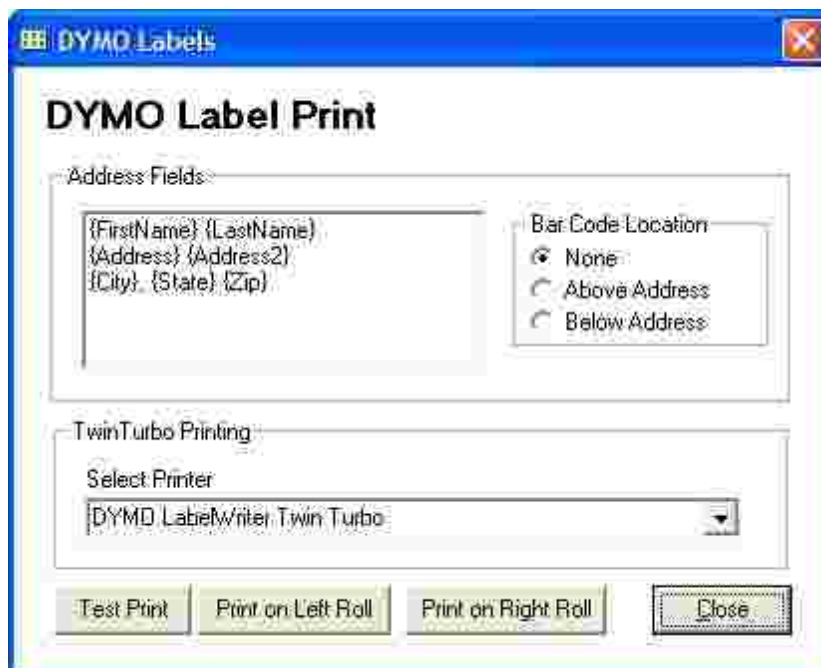 DYMO Labels
DYMO Label Print
Address Fields
{FirstName} {LastName}
{Address} {Address2}
{City}, {State} {Zip}
Bar Code Location
None
Above Address
Below Address
TwinTurbo Printing
Select Printer
DYMO LabelWriter Twin Turbo
Test Print
Print on Left Roll
Print on Right Roll
Close